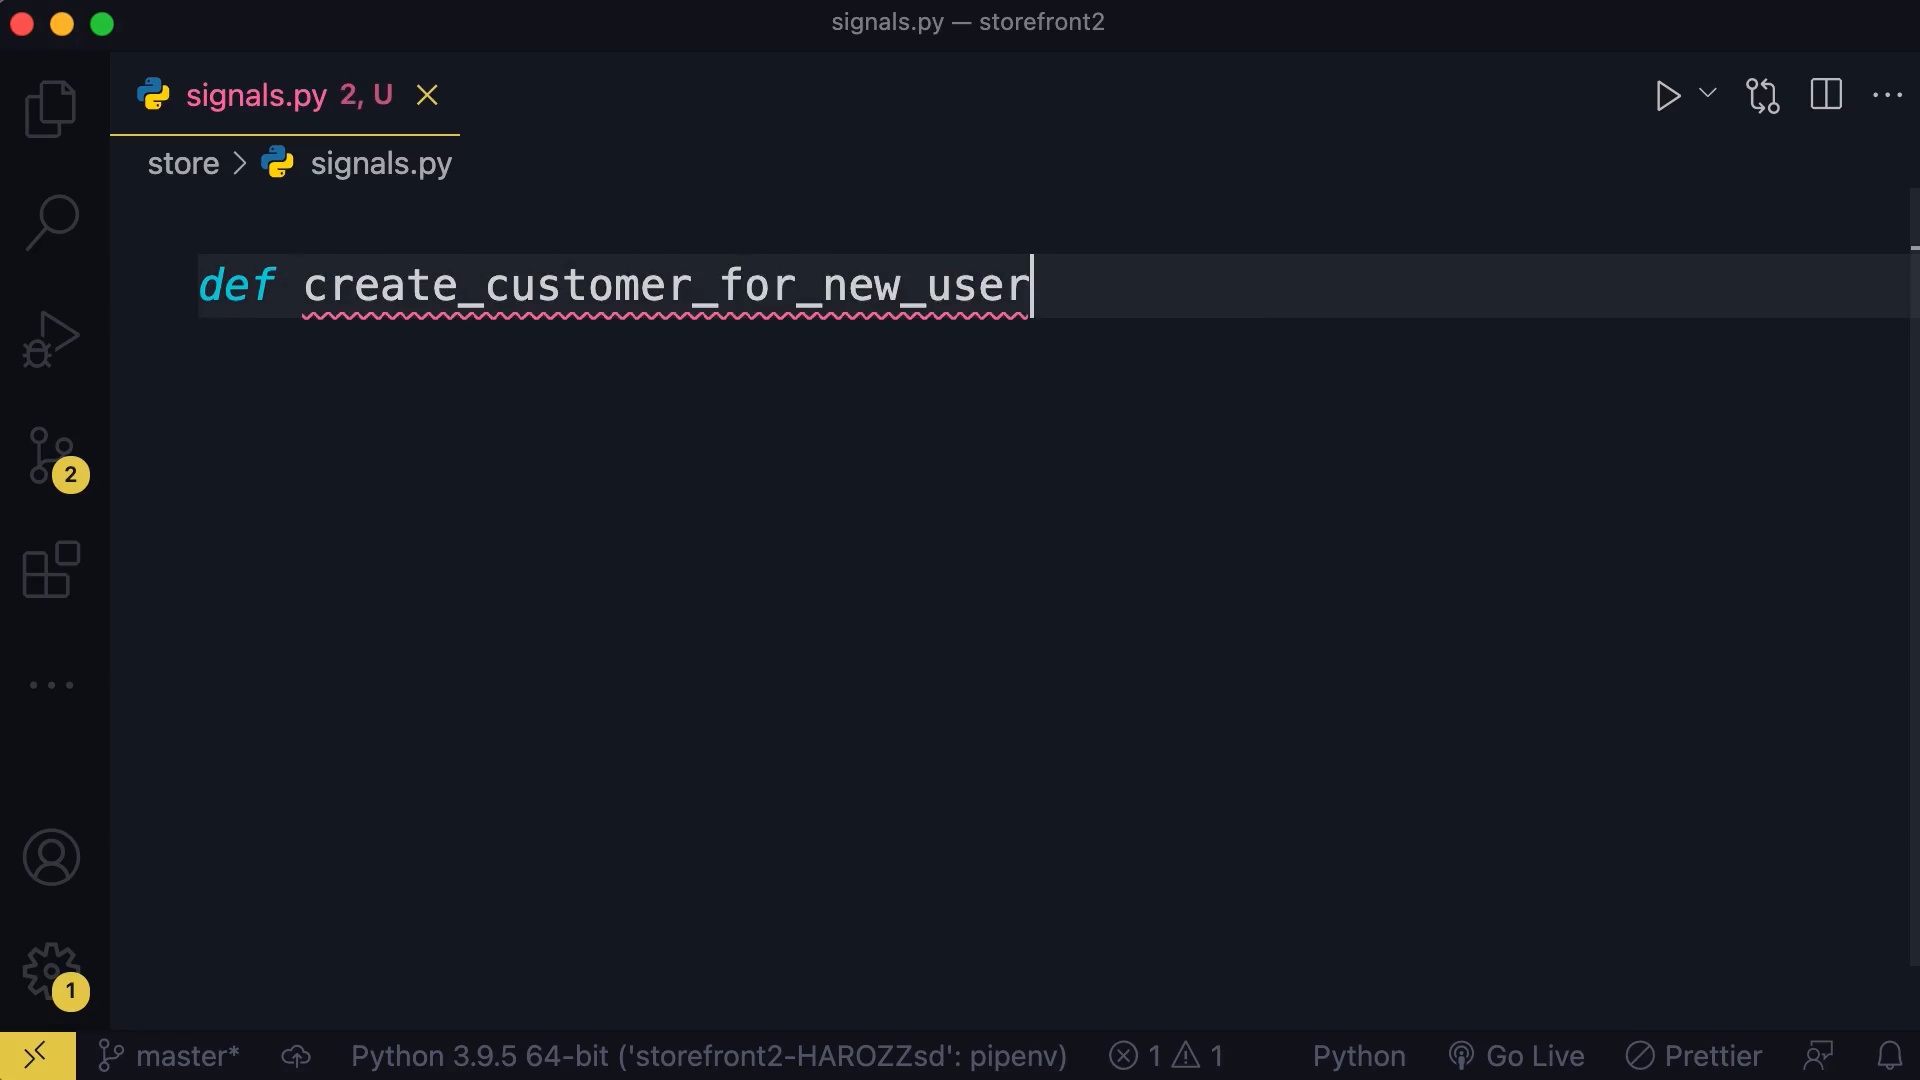 signals.py — storefront2
signals.py 2, U
store > signals.py
def create_customer_for_new_user
2
1
master* Python 3.9.5 64-bit ('storefront2-HAROZZsd': pipenv) 1 1 Python Go Live Prettier